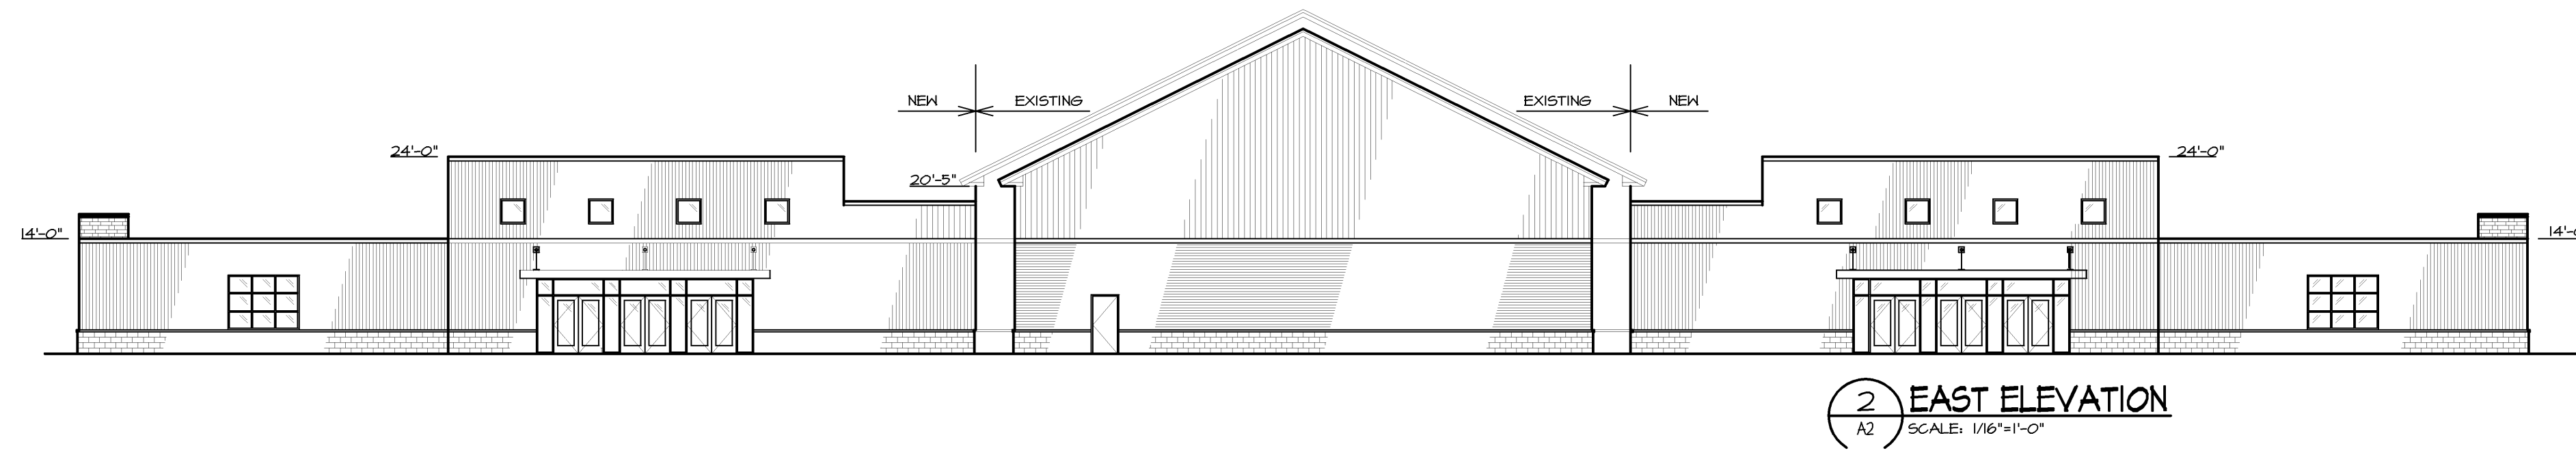 NEW
EXISTING
EXISTING
NEW
24'-0"
24'-0"
20'-5"
14'-0"
14'-
2
EAST ELEVATION
A2
SCALE: 1/16"=1'-0"